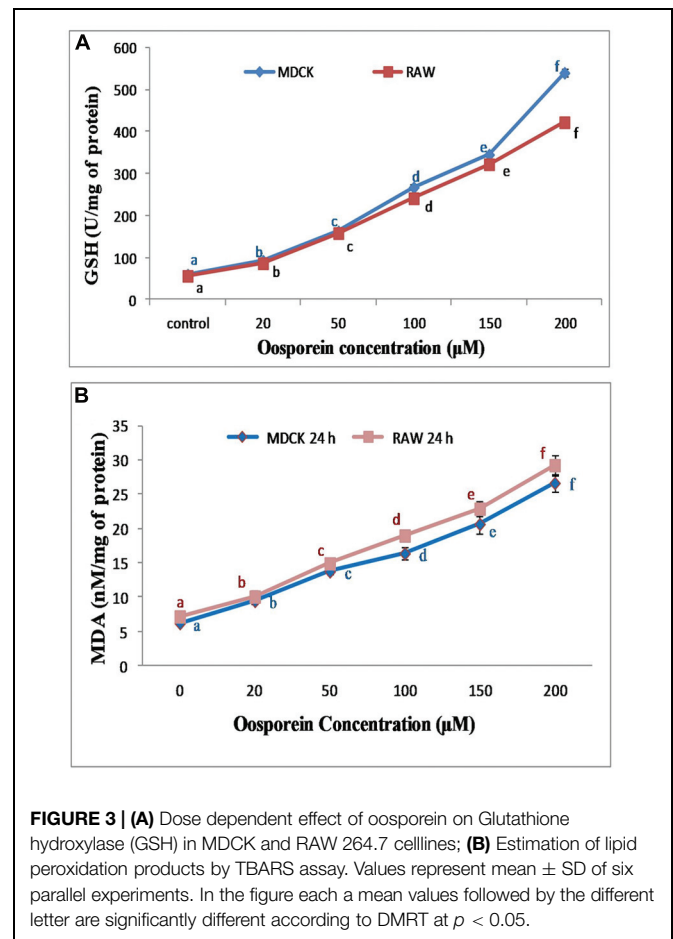 A
600
500
400
300
200
100
0
GSH (U/mg of protein)
MDCK
RAW
a
b
c
d
e
f
a
b
c
d
e
f
control
20
50
100
150
200
Oosporein concentration (µM)
B
35
30
25
20
15
10
5
0
MDA (nM/mg of protein)
MDCK 24 h
RAW 24 h
a
b
c
d
e
f
a
b
c
d
e
f
0
20
50
100
150
200
Oosporein Concentration (µM)
FIGURE 3 | (A) Dose dependent effect of oosporein on Glutathione
hydroxylase (GSH) in MDCK and RAW 264.7 celllines; (B) Estimation of lipid
peroxidation products by TBARS assay. Values represent mean ± SD of six
parallel experiments. In the figure each a mean values followed by the different
letter are significantly different according to DMRT at p < 0.05.